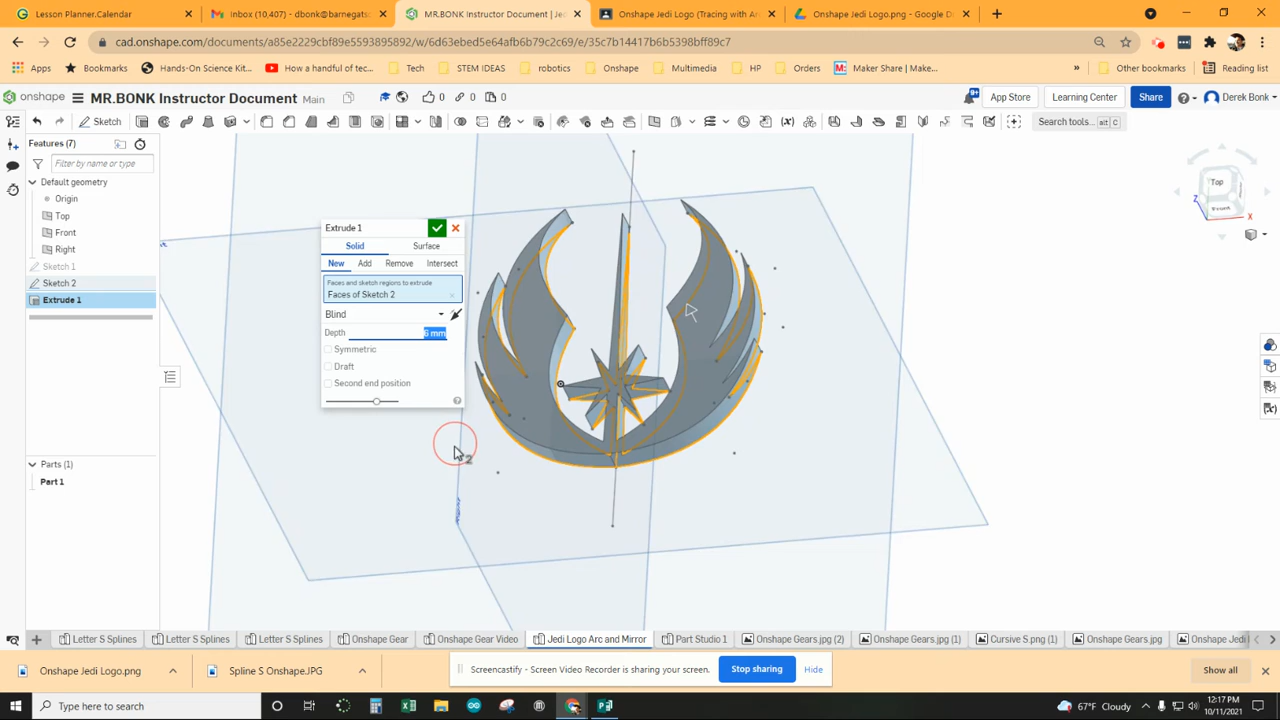 Lesson Planner.Calendar
Inbox (10,407) - dbonk@barnegatsc
MR.BONK Instructor Document | Jed
Onshape Jedi Logo (Tracing with Ar
Onshape Jedi Logo.png - Google D
cad.onshape.com/documents/a85e2229cbf89e5593895892/w/6d63ebed5e64afb6b79c2c69/e/35c7b14417b6b5398bff89c7
Apps
Bookmarks
Hands-On Science Kit...
How a handful of tec...
Tech
STEM IDEAS
robotics
Onshape
Multimedia
HP
Orders
Maker Share | Make...
»
Other bookmarks
Reading list
onshape
MR.BONK Instructor Document
Main
0
0
0
9+
App Store
Learning Center
Share
Derek Bonk
Sketch
Search tools...
alt C
Features (7)
Filter by name or type
Default geometry
Origin
Top
Front
Right
Sketch 1
Sketch 2
Extrude 1
Extrude 1
Solid
Surface
New
Add
Remove
Intersect
Faces and sketch regions to extrude
Faces of Sketch 2
Blind
Depth
6 mm
Symmetric
Draft
Second end position
Top
Front
Z
X
Parts (1)
Part 1
Letter S Splines
Letter S Splines
Letter S Splines
Onshape Gear
Onshape Gear Video
Jedi Logo Arc and Mirror
Part Studio 1
Onshape Gears.jpg (2)
Onshape Gears.jpg (1)
Cursive S.png (1)
Onshape Gears.jpg
Onshape Jedi
Onshape Jedi Logo.png
Spline S Onshape.JPG
Screencastify - Screen Video Recorder is sharing your screen.
Stop sharing
Hide
Show all
Type here to search
67°F Cloudy
12:17 PM
10/11/2021